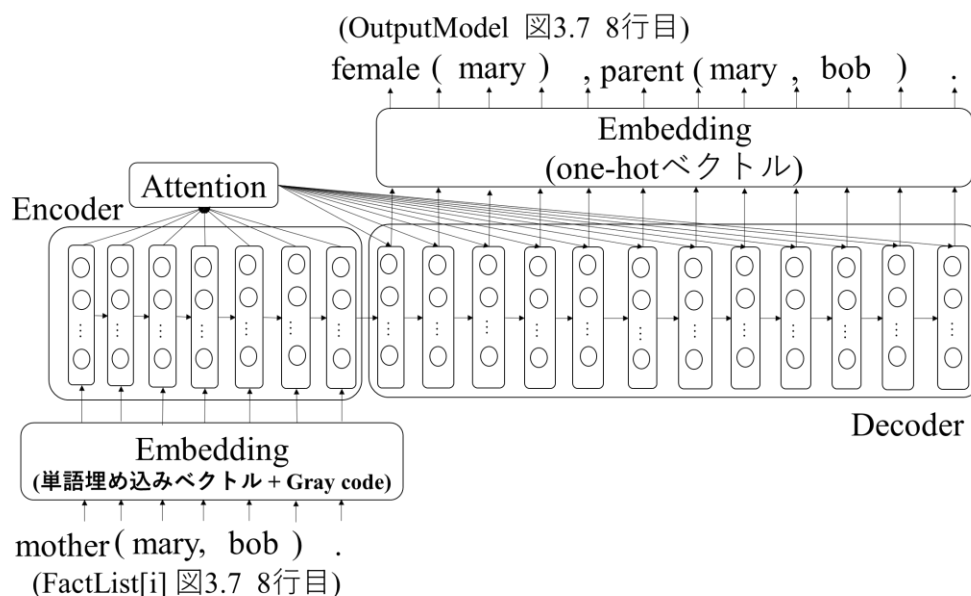 (OutputModel 図3.7 8行目)
female ( mary ) , parent ( mary , bob ) .
Embedding
(one-hotベクトル)
Attention
Encoder
Decoder
Embedding
(単語埋め込みベクトル + Gray code)
mother ( mary, bob ) .
(FactList[i] 図3.7 8行目)